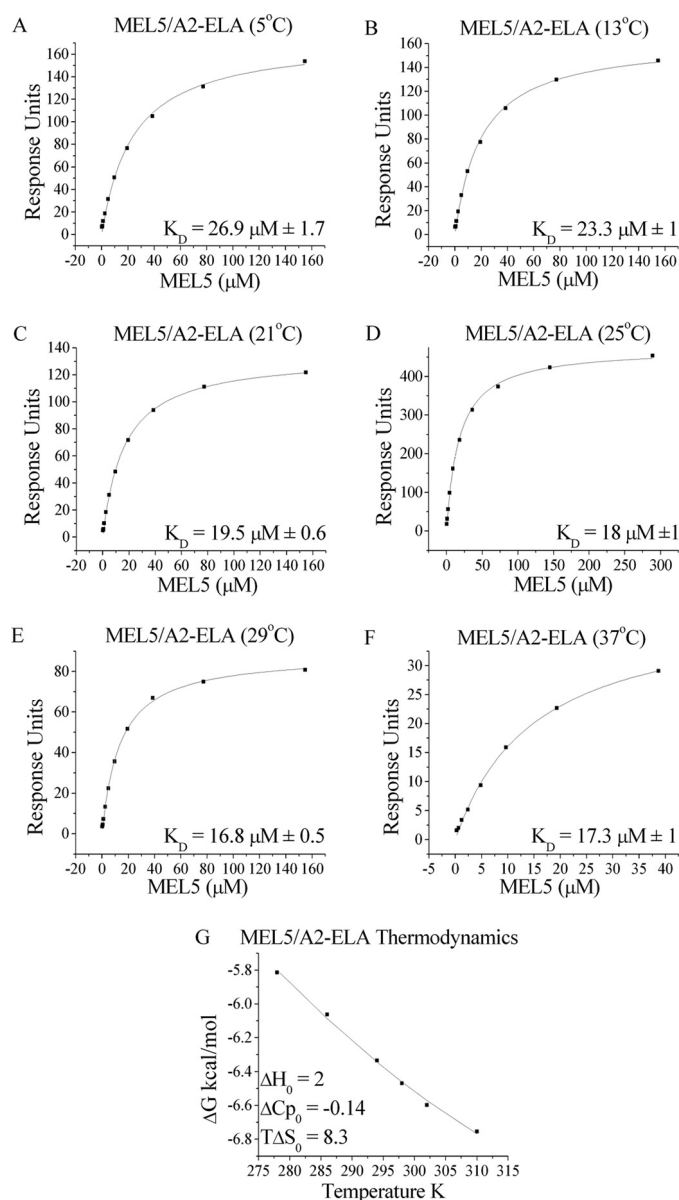 A
MEL5/A2-ELA (5°C)
Response Units
160
140
120
100
80
60
40
20
0
-20 0 20 40 60 80 100 120 140 160
MEL5 (μM)
K_D = 26.9 μM ± 1.7
B
MEL5/A2-ELA (13°C)
Response Units
160
140
120
100
80
60
40
20
0
-20 0 20 40 60 80 100 120 140 160
MEL5 (μM)
K_D = 23.3 μM ± 1
C
MEL5/A2-ELA (21°C)
Response Units
140
120
100
80
60
40
20
0
-20 0 20 40 60 80 100 120 140 160
MEL5 (μM)
K_D = 19.5 μM ± 0.6
D
MEL5/A2-ELA (25°C)
Response Units
400
300
200
100
0
0 50 100 150 200 250 300
MEL5 (μM)
K_D = 18 μM ±1
E
MEL5/A2-ELA (29°C)
Response Units
80
60
40
20
0
-20 0 20 40 60 80 100 120 140 160
MEL5 (μM)
K_D = 16.8 μM ± 0.5
F
MEL5/A2-ELA (37°C)
Response Units
30
25
20
15
10
5
0
-5 0 5 10 15 20 25 30 35 40
MEL5 (μM)
K_D = 17.3 μM ± 1
G
MEL5/A2-ELA Thermodynamics
ΔG kcal/mol
-5.8
-6.0
-6.2
-6.4
-6.6
-6.8
ΔH₀ = 2
ΔCp₀ = -0.14
TΔS₀ = 8.3
275 280 285 290 295 300 305 310 315
Temperature K